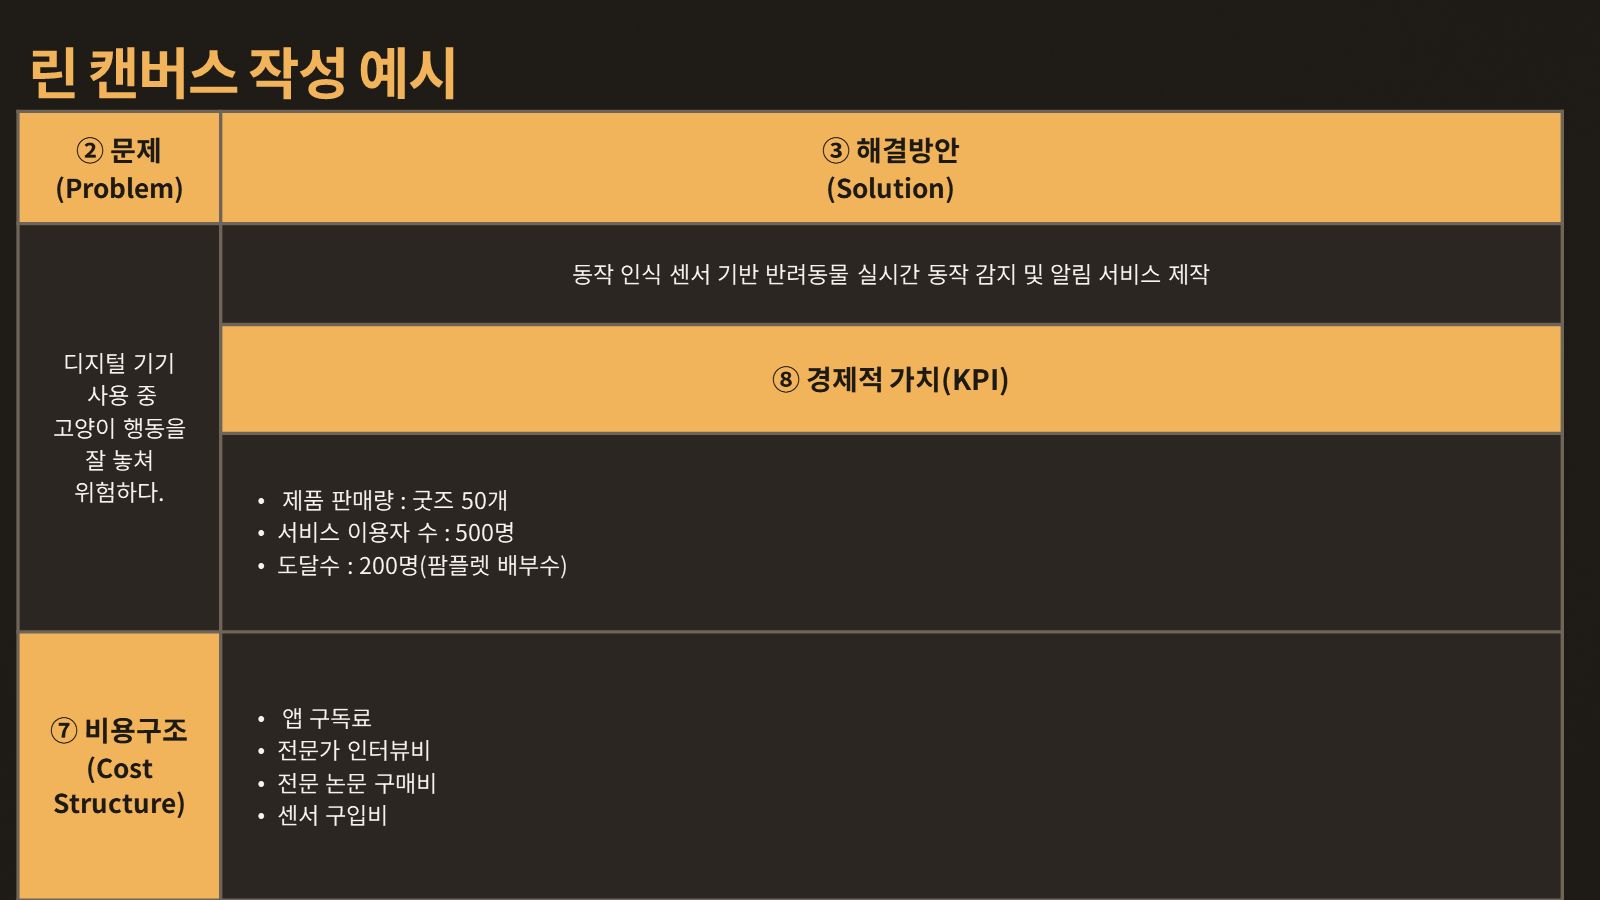 린 캔버스 작성 예시
② 문제
(Problem)
③ 해결방안
(Solution)
디지털 기기
사용 중
고양이 행동을
잘 놓쳐
위험하다.
동작 인식 센서 기반 반려동물 실시간 동작 감지 및 알림 서비스 제작
⑧ 경제적 가치(KPI)
• 제품 판매량 : 굿즈 50개
• 서비스 이용자 수 : 500명
• 도달수 : 200명(팜플렛 배부수)
⑦ 비용구조
(Cost
Structure)
• 앱 구독료
• 전문가 인터뷰비
• 전문 논문 구매비
• 센서 구입비